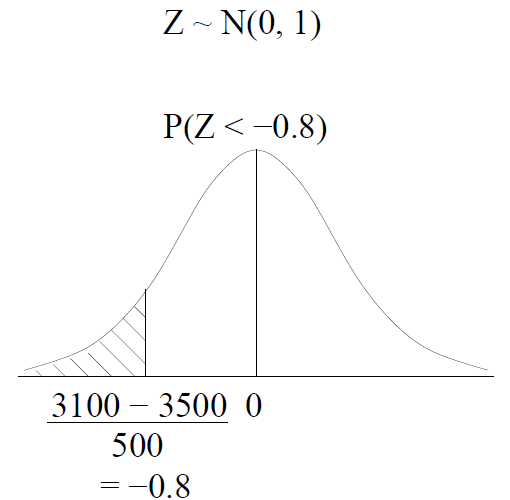 Z ~ N(0, 1)
P(Z < −0.8)
3100 − 3500 0
500
= −0.8